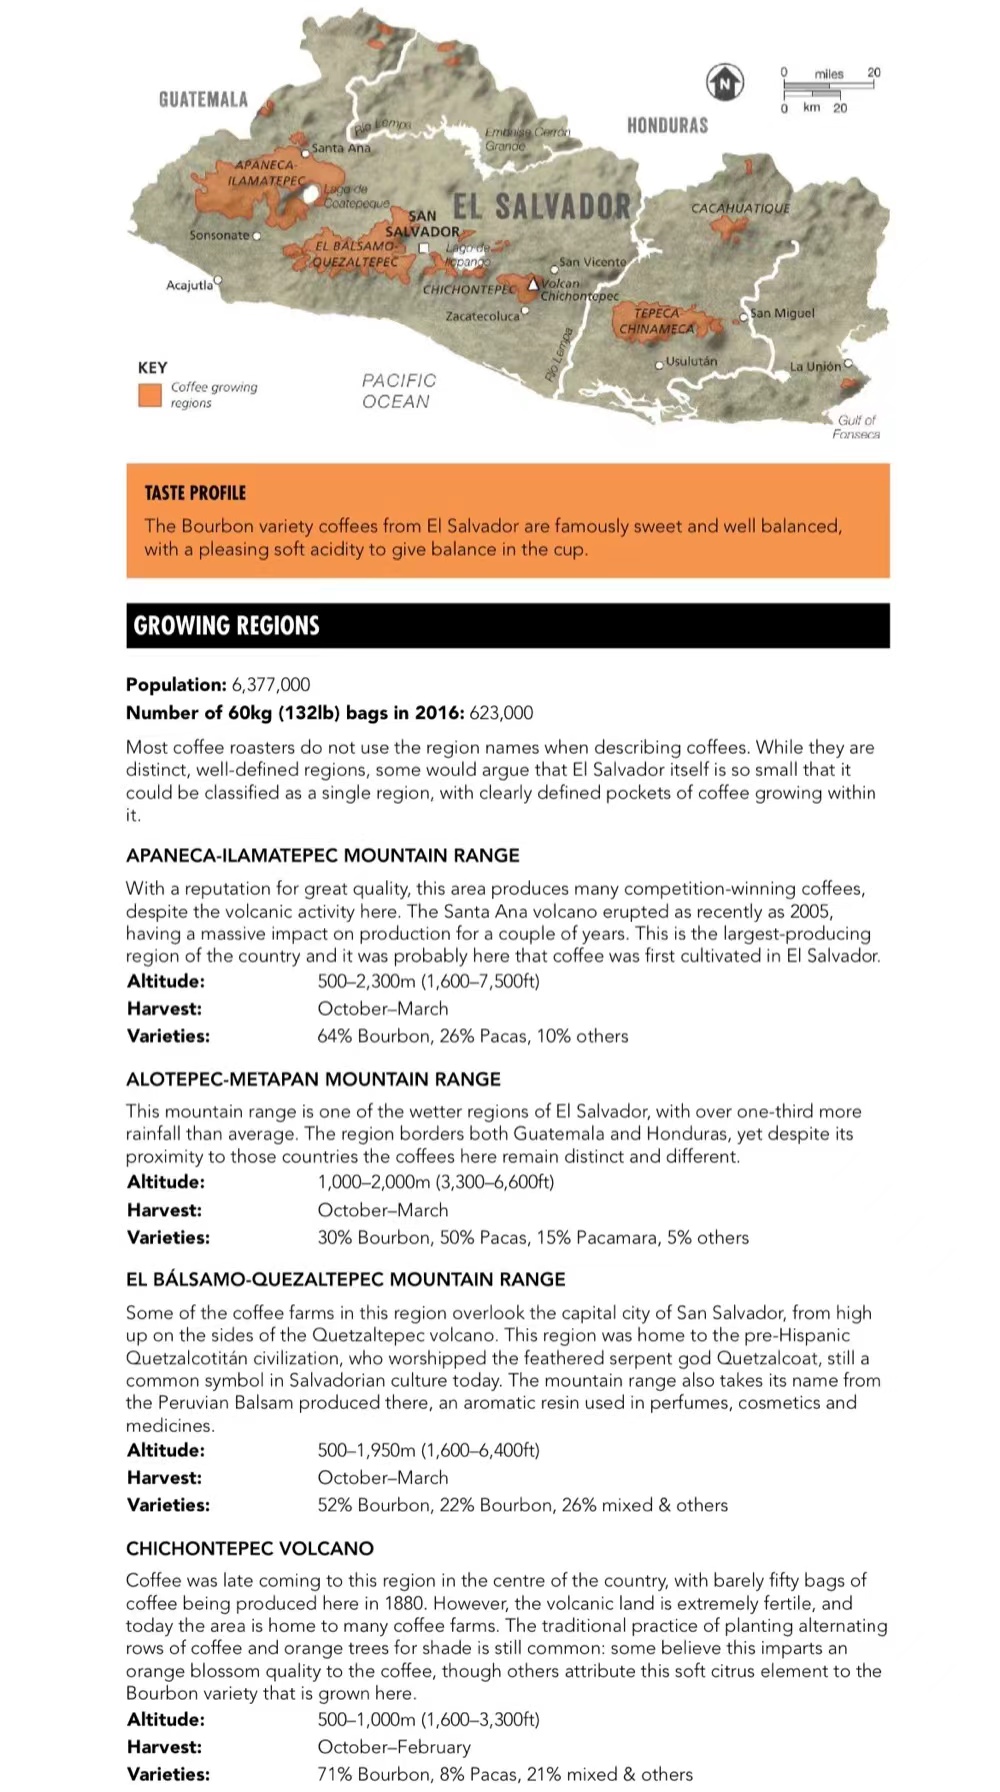 GUATEMALA
N
0 miles 20
0 km 20
HONDURAS
Río Lempa
Embalse Cerrón
Grande
Santa Ana
APANECA-
ILAMATEPEC
Lago de
Coatepeque
EL SALVADOR
CACAHUATIQUE
SAN
SALVADOR
Sonsonate
EL BÁLSAMO-
QUEZALTEPEC
Lago de
Ilopango
San Vicente
Acajutla
CHICHONTEPEC
Volcan
Chichontepec
Zacatecoluca
TEPECA
CHINAMECA
San Miguel
Río Lempa
Usulután
La Unión
KEY
Coffee growing
regions
PACIFIC
OCEAN
Gulf of
Fonseca
TASTE PROFILE
The Bourbon variety coffees from El Salvador are famously sweet and well balanced,
with a pleasing soft acidity to give balance in the cup.
GROWING REGIONS
Population: 6,377,000
Number of 60kg (132lb) bags in 2016: 623,000
Most coffee roasters do not use the region names when describing coffees. While they are
distinct, well-defined regions, some would argue that El Salvador itself is so small that it
could be classified as a single region, with clearly defined pockets of coffee growing within
it.
APANECA-ILAMATEPEC MOUNTAIN RANGE
With a reputation for great quality, this area produces many competition-winning coffees,
despite the volcanic activity here. The Santa Ana volcano erupted as recently as 2005,
having a massive impact on production for a couple of years. This is the largest-producing
region of the country and it was probably here that coffee was first cultivated in El Salvador.
Altitude: 500–2,300m (1,600–7,500ft)
Harvest: October–March
Varieties: 64% Bourbon, 26% Pacas, 10% others
ALOTEPEC-METAPAN MOUNTAIN RANGE
This mountain range is one of the wetter regions of El Salvador, with over one-third more
rainfall than average. The region borders both Guatemala and Honduras, yet despite its
proximity to those countries the coffees here remain distinct and different.
Altitude: 1,000–2,000m (3,300–6,600ft)
Harvest: October–March
Varieties: 30% Bourbon, 50% Pacas, 15% Pacamara, 5% others
EL BÁLSAMO-QUEZALTEPEC MOUNTAIN RANGE
Some of the coffee farms in this region overlook the capital city of San Salvador, from high
up on the sides of the Quetzaltepec volcano. This region was home to the pre-Hispanic
Quetzalcotitán civilization, who worshipped the feathered serpent god Quetzalcoat, still a
common symbol in Salvadorian culture today. The mountain range also takes its name from
the Peruvian Balsam produced there, an aromatic resin used in perfumes, cosmetics and
medicines.
Altitude: 500–1,950m (1,600–6,400ft)
Harvest: October–March
Varieties: 52% Bourbon, 22% Bourbon, 26% mixed & others
CHICHONTEPEC VOLCANO
Coffee was late coming to this region in the centre of the country, with barely fifty bags of
coffee being produced here in 1880. However, the volcanic land is extremely fertile, and
today the area is home to many coffee farms. The traditional practice of planting alternating
rows of coffee and orange trees for shade is still common: some believe this imparts an
orange blossom quality to the coffee, though others attribute this soft citrus element to the
Bourbon variety that is grown here.
Altitude: 500–1,000m (1,600–3,300ft)
Harvest: October–February
Varieties: 71% Bourbon, 8% Pacas, 21% mixed & others